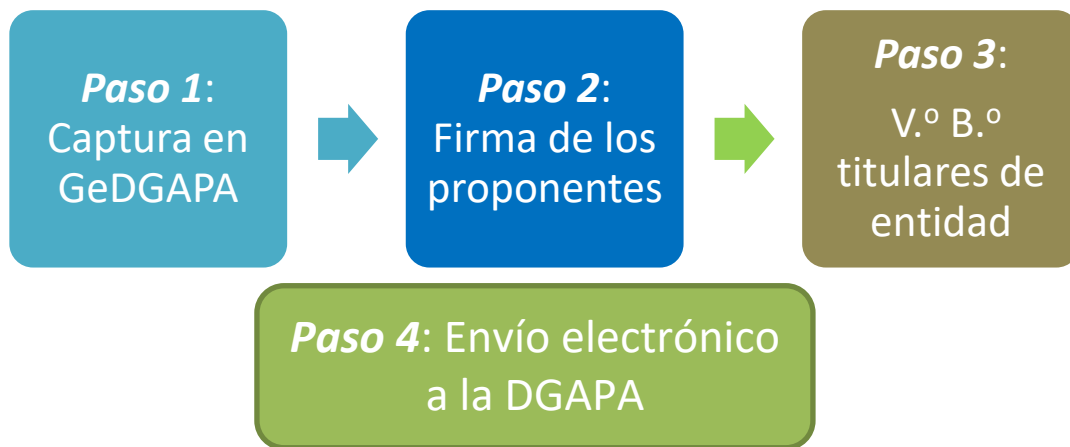 Paso 1:
Captura en
GeDGAPA
Paso 2:
Firma de los
proponentes
Paso 3:
V.º B.º
titulares de
entidad
Paso 4: Envío electrónico
a la DGAPA